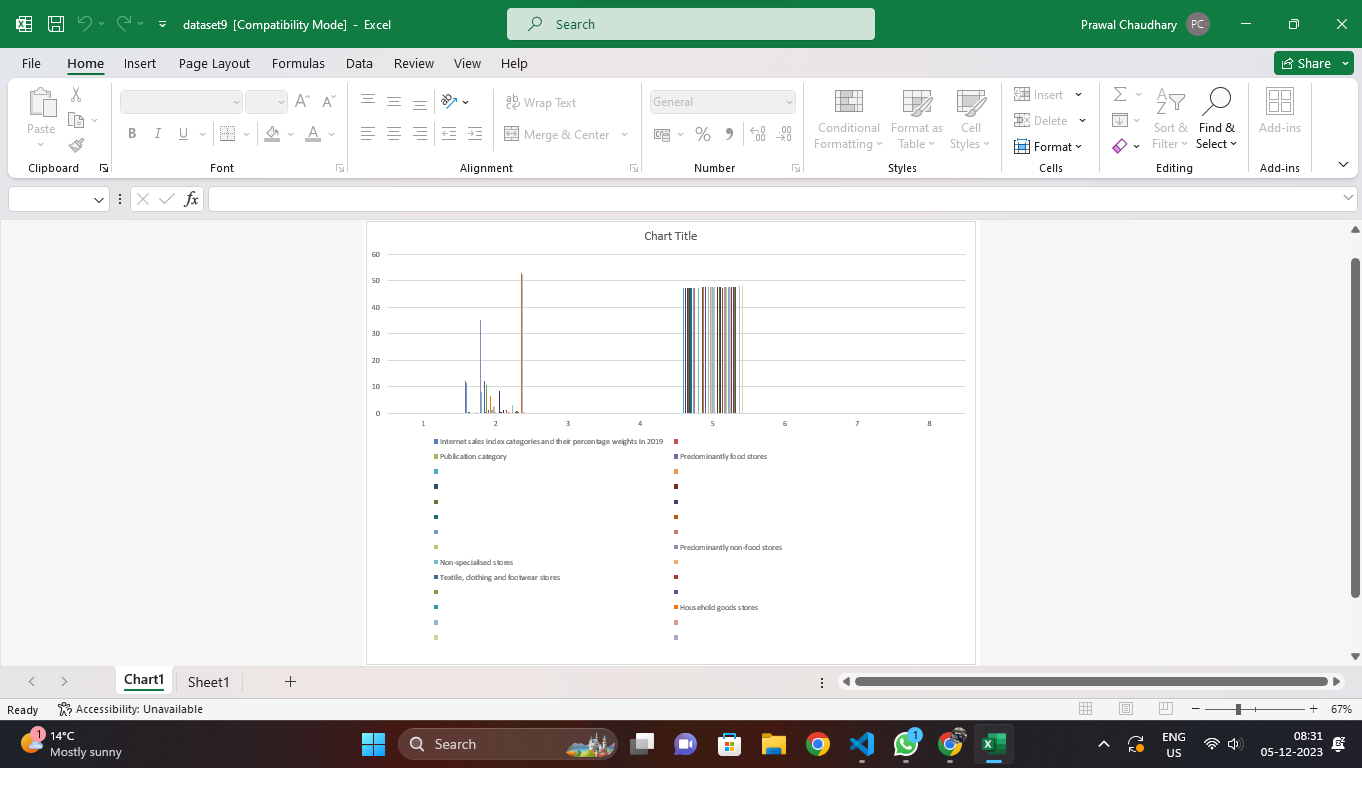 dataset9 [Compatibility Mode] - Excel
Search
Prawal Chaudhary
PC
File Home Insert Page Layout Formulas Data Review View Help
Share
Paste
B I U
A A
A
ab Wrap Text
Merge & Center
General
%
Conditional Formatting
Format as Table
Cell Styles
Insert
Delete
Format
Sort & Filter
Find & Select
Add-ins
Clipboard Font Alignment Number Styles Cells Editing Add-ins
fx
Chart Title
60
50
40
30
20
10
0
1 2 3 4 5 6 7 8
Internet sales index categories and their percentage weights in 2019
Publication category Predominantly food stores
Predominantly non-food stores
Non-specialised stores
Textile, clothing and footwear stores
Household goods stores
Chart1 Sheet1 +
Ready Accessibility: Unavailable
67%
1
14°C
Mostly sunny
Search
1
ENG
US
08:31
05-12-2023